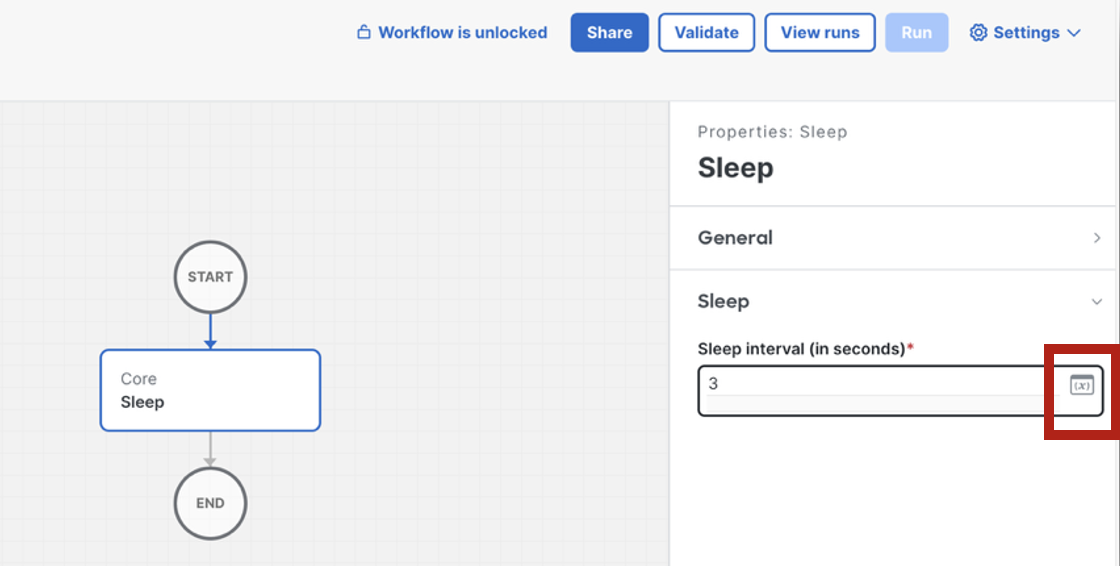 Workflow is unlocked
Share
Validate
View runs
Run
Settings
Properties: Sleep
Sleep
General
Sleep
Sleep interval (in seconds)*
3
(x)
START
Core
Sleep
END